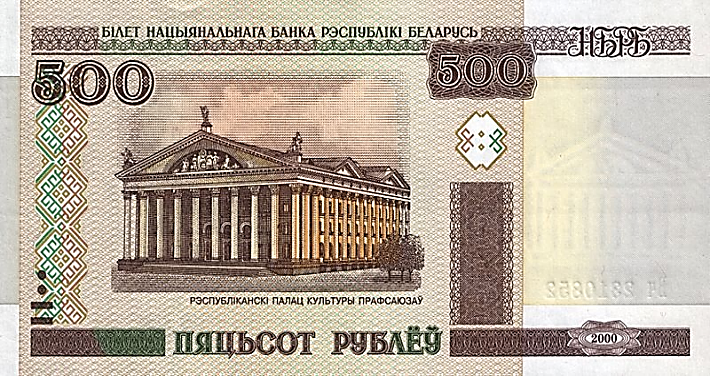 БІЛЕТ НАЦЫЯНАЛЬНАГА БАНКА РЭСПУБЛІКІ БЕЛАРУСЬ
НБРБ
500
500
РЭСПУБЛІКАНСКІ ПАЛАЦ КУЛЬТУРЫ ПРАФСАЮЗАЎ
ПЯЦЬСОТ РУБЛЁЎ
2000